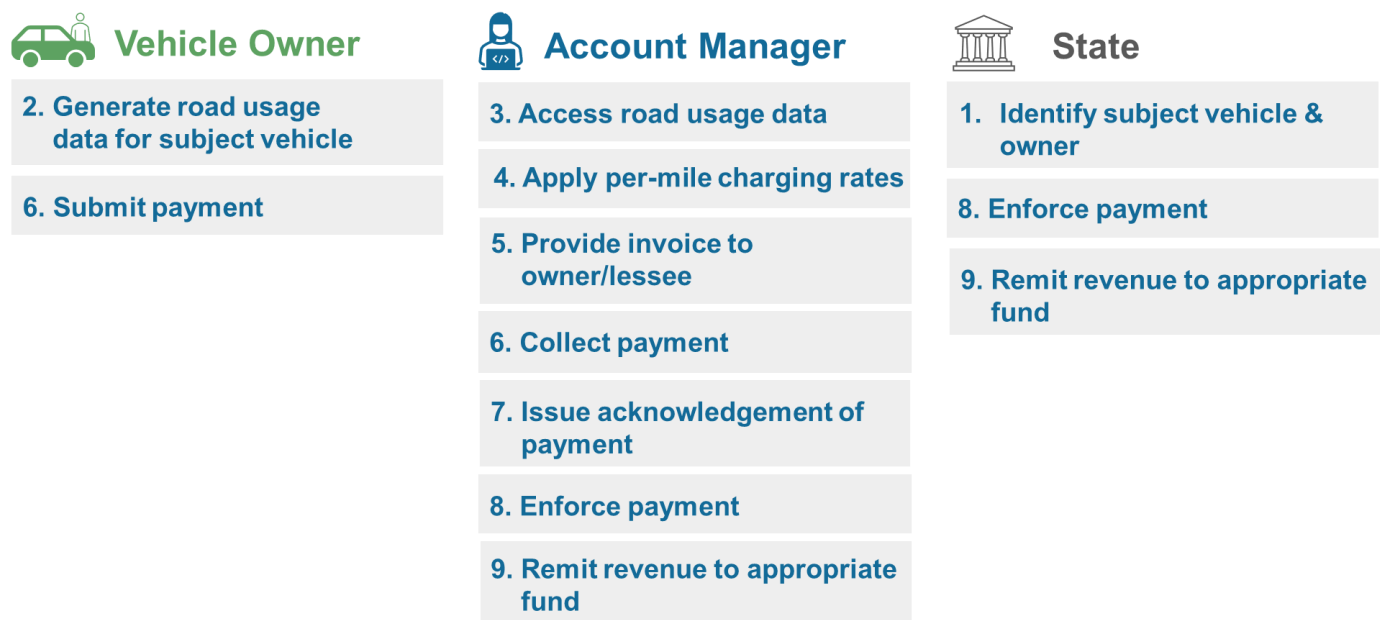 Vehicle Owner
2. Generate road usage
data for subject vehicle
6. Submit payment
Account Manager
3. Access road usage data
4. Apply per-mile charging rates
5. Provide invoice to
owner/lessee
6. Collect payment
7. Issue acknowledgement of
payment
8. Enforce payment
9. Remit revenue to appropriate
fund
State
1. Identify subject vehicle &
owner
8. Enforce payment
9. Remit revenue to appropriate
fund